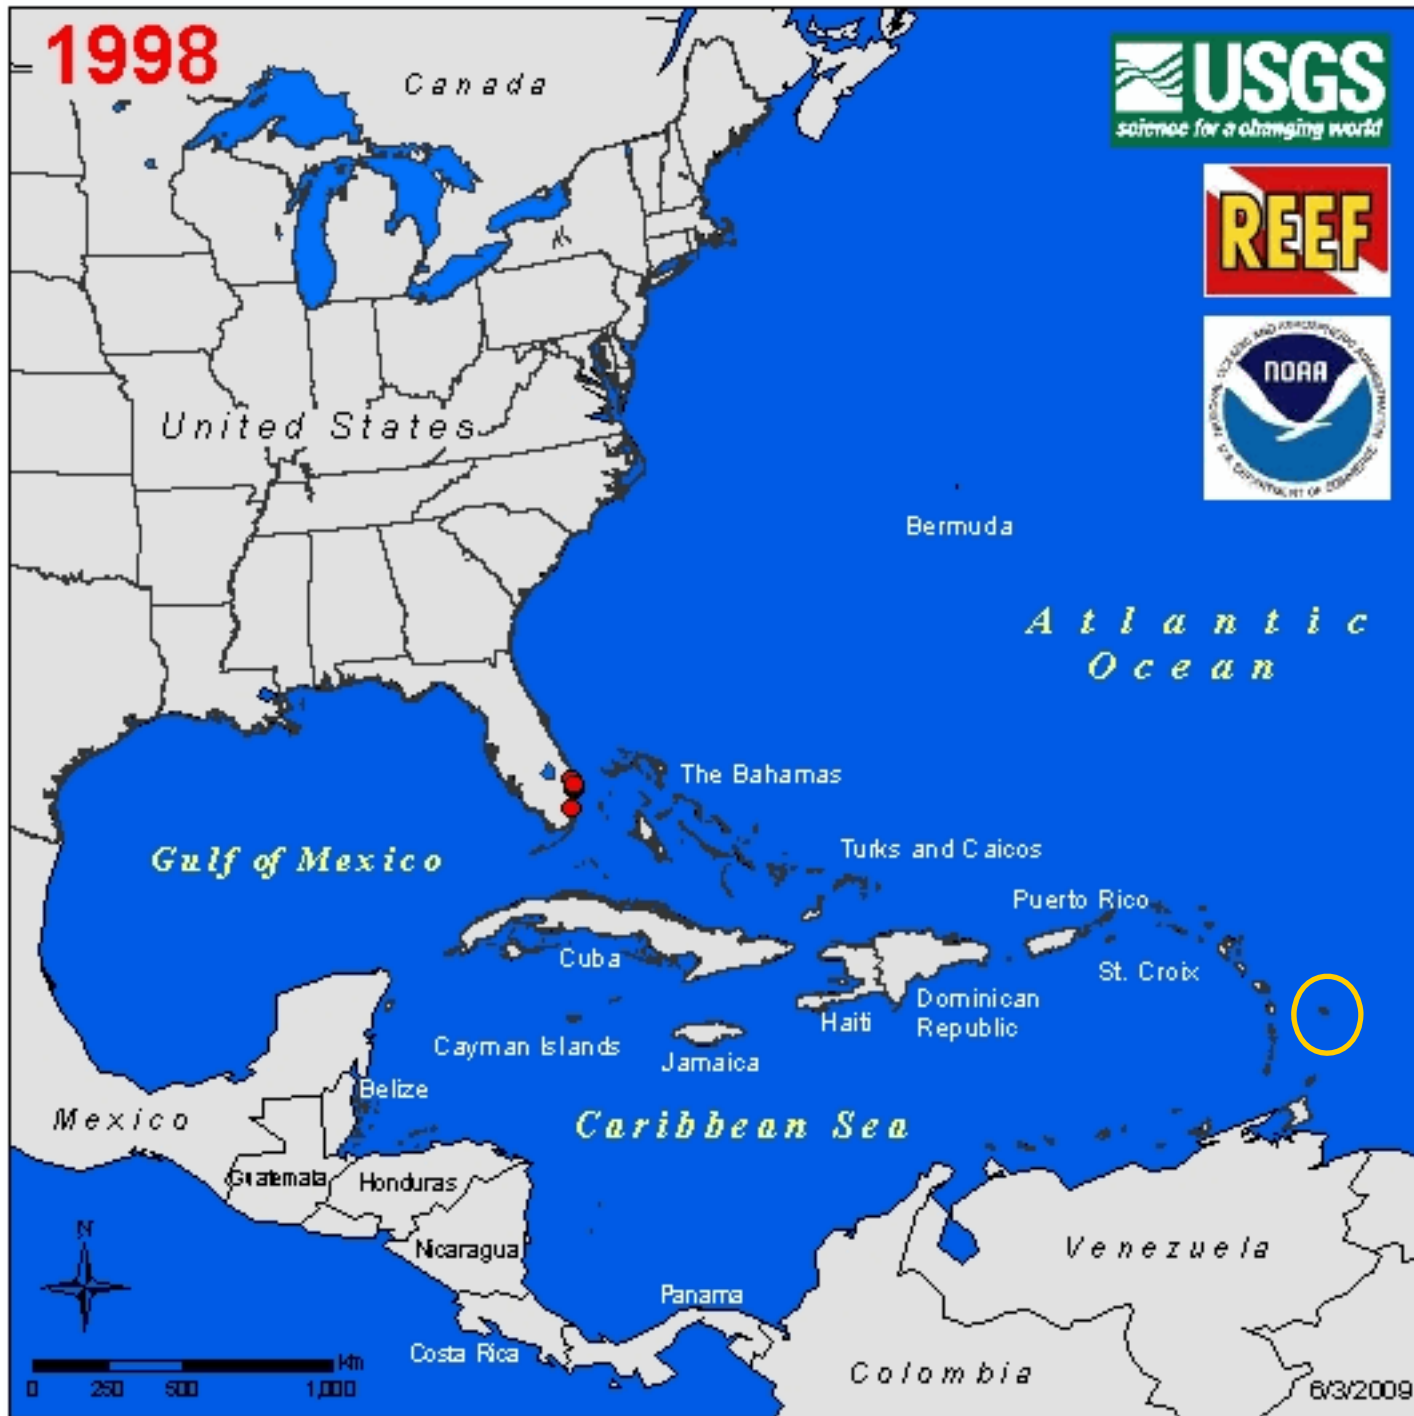 1998
Canada
USGS
science for a changing world
REEF
NOAA
United States
Bermuda
Atlantic
Ocean
The Bahamas
Gulf of Mexico
Turks and Caicos
Puerto Rico
Cuba
St. Croix
Dominican
Republic
Haiti
Cayman Islands
Jamaica
Belize
Mexico
Caribbean Sea
Guatemala
Honduras
N
Nicaragua
Venezuela
Panama
Costa Rica
km
Colombia
0 250 500 1,000
6/3/2009